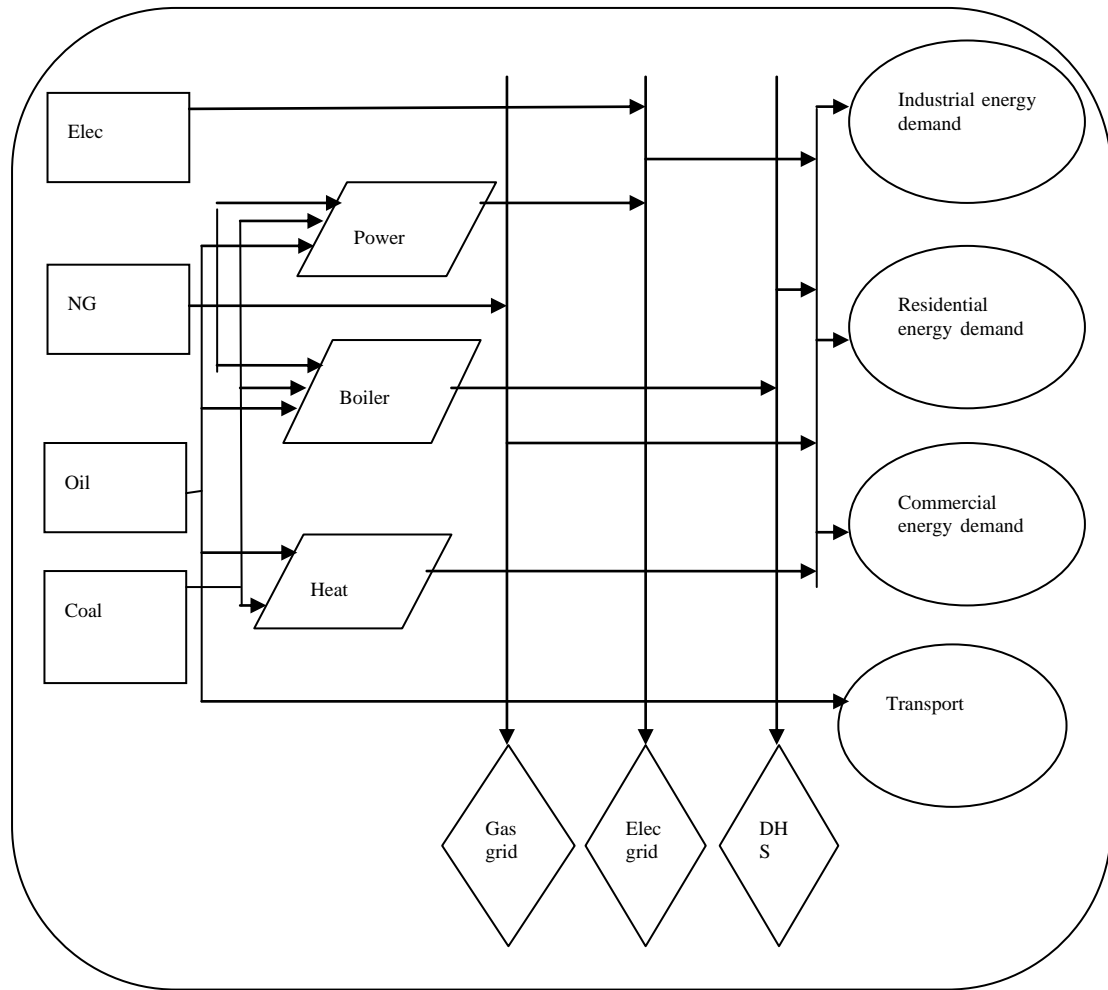 Elec
Industrial energy
demand
Power
NG
Residential
energy demand
Boiler
Oil
Commercial
energy demand
Heat
Coal
Transport
Gas
grid
Elec
grid
DH
S